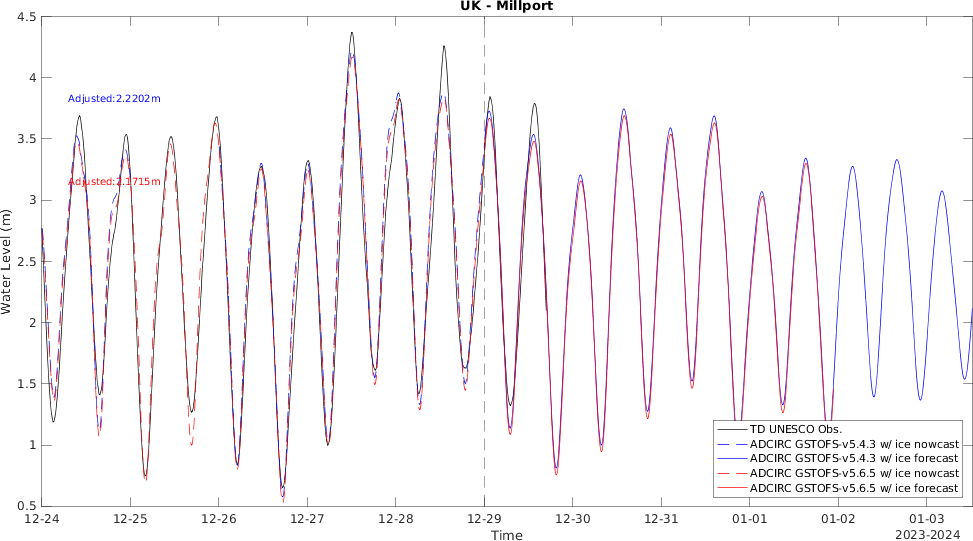 UK - Millport
4.5
4
3.5
3
2.5
2
1.5
1
0.5
Water Level (m)
Adjusted:2.2202m
Adjusted:2.1715m
TD UNESCO Obs.
ADCIRC GSTOFS-v5.4.3 w/ ice nowcast
ADCIRC GSTOFS-v5.4.3 w/ ice forecast
ADCIRC GSTOFS-v5.6.5 w/ ice nowcast
ADCIRC GSTOFS-v5.6.5 w/ ice forecast
12-24 12-25 12-26 12-27 12-28 12-29 12-30 12-31 01-01 01-02 01-03
Time
2023-2024